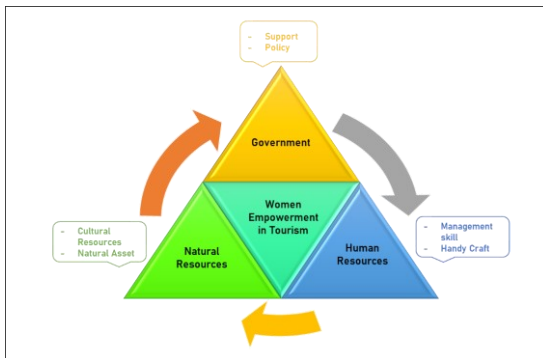 - Support
- Policy
Government
Women
Empowerment
in Tourism
- Cultural
Resources
- Natural Asset
Natural
Resources
Human
Resources
- Management
skill
- Handy Craft